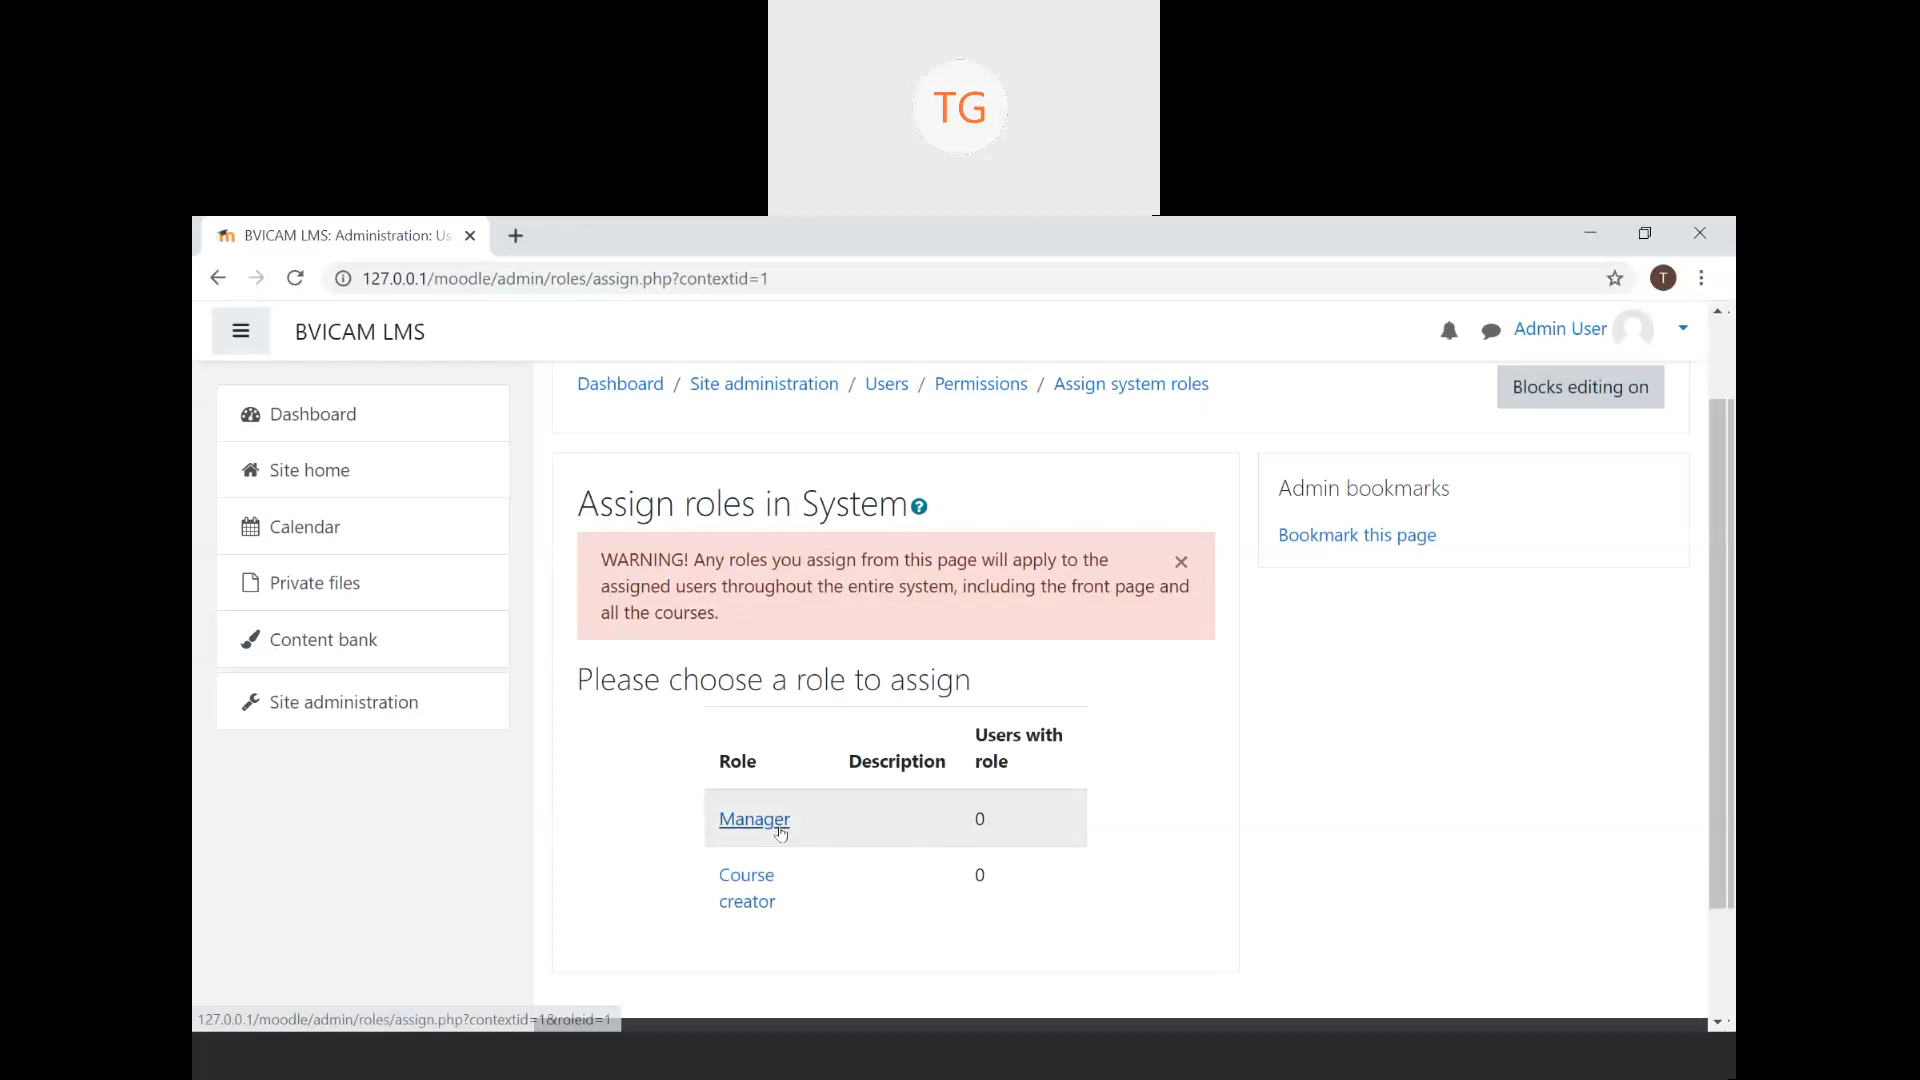 TG
BVICAM LMS: Administration: Us
127.0.0.1/moodle/admin/roles/assign.php?contextid=1
T
BVICAM LMS
Admin User
Dashboard / Site administration / Users / Permissions / Assign system roles
Blocks editing on
Dashboard
Site home
Calendar
Private files
Content bank
Site administration
Assign roles in System
WARNING! Any roles you assign from this page will apply to the
assigned users throughout the entire system, including the front page and
all the courses.
Please choose a role to assign
Role
Description
Users with
role
Manager
0
Course
creator
0
Admin bookmarks
Bookmark this page
127.0.0.1/moodle/admin/roles/assign.php?contextid=1&roleid=1